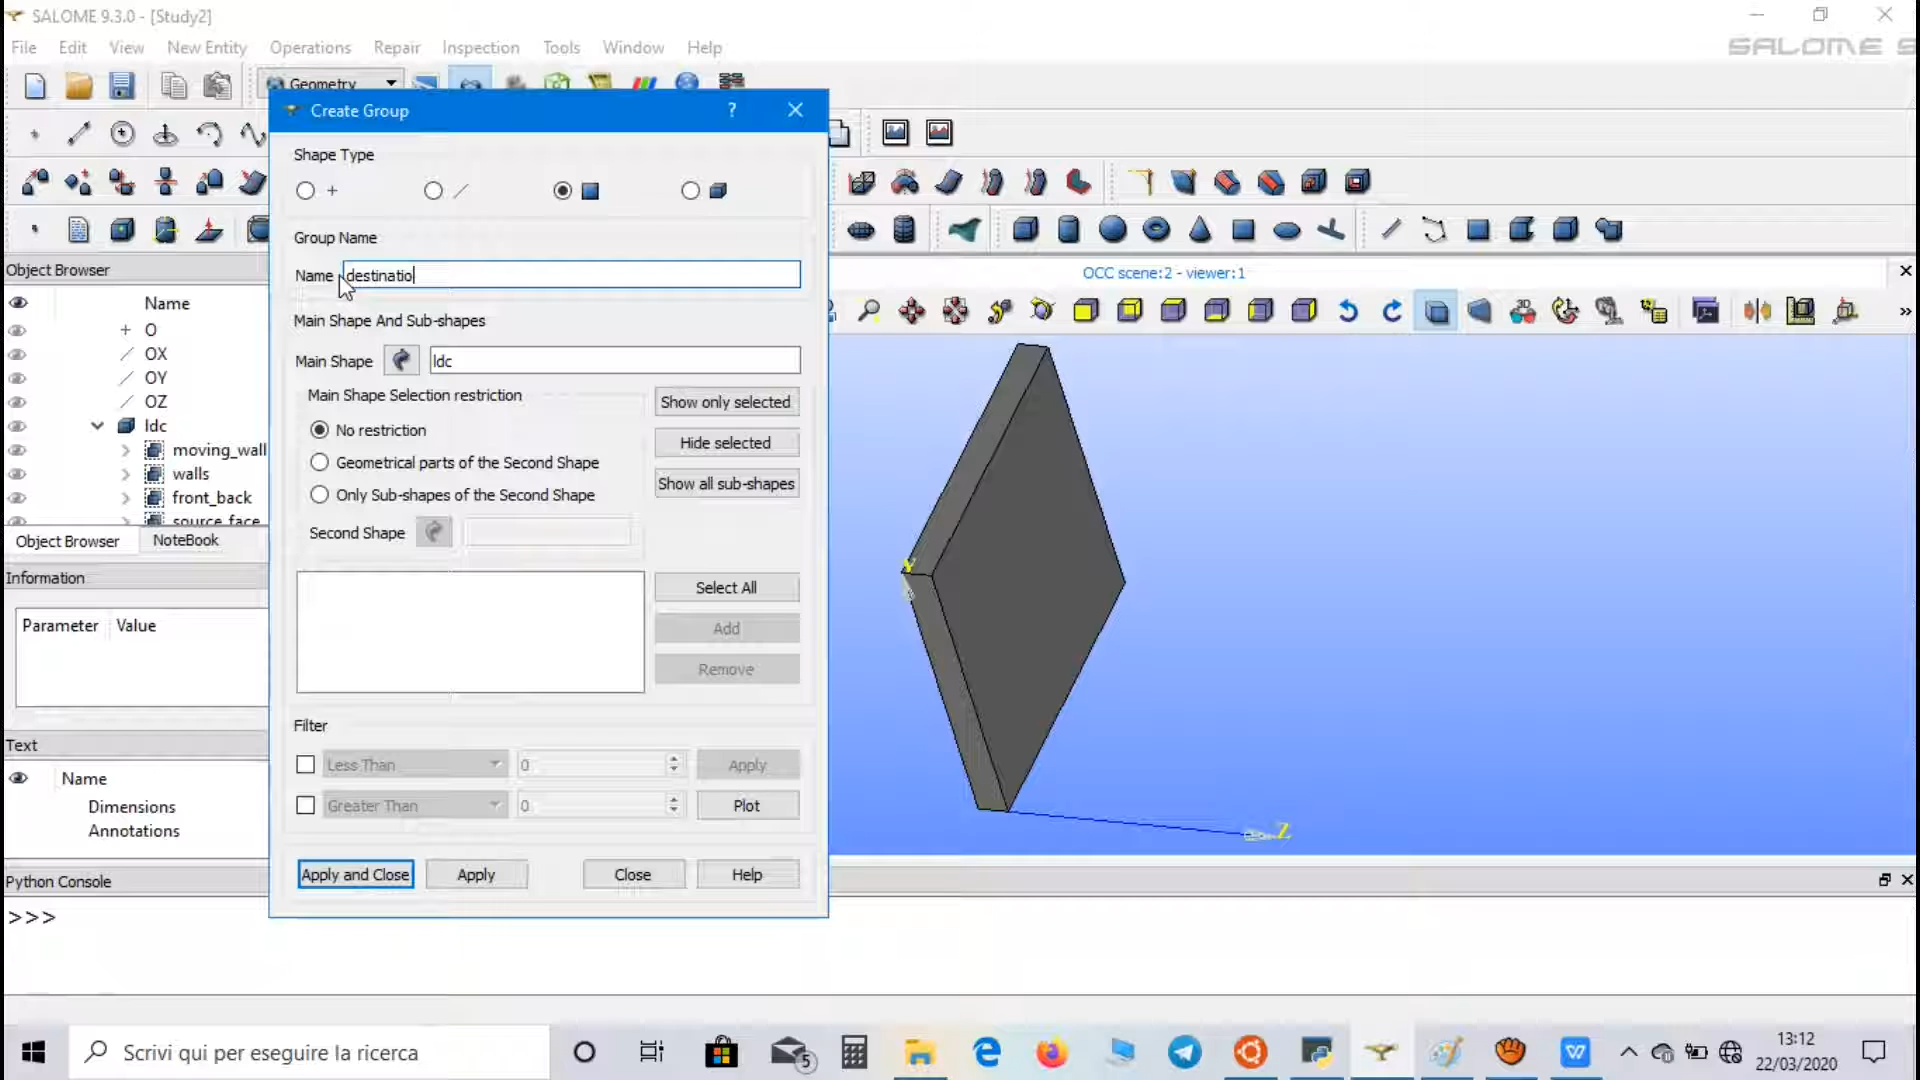 SALOME 9.3.0 - [Study2]
File Edit View New Entity Operations Repair Inspection Tools Window Help
SALOME
Geometry
Create Group
?
Shape Type
Group Name
Name destinatio
Main Shape And Sub-shapes
Main Shape ldc
Main Shape Selection restriction
No restriction
Geometrical parts of the Second Shape
Only Sub-shapes of the Second Shape
Second Shape
Show only selected
Hide selected
Show all sub-shapes
Select All
Add
Remove
Filter
Less Than 0 Apply
Greater Than 0 Plot
Apply and Close Apply Close Help
Object Browser
Name
O
OX
OY
OZ
ldc
moving_wall
walls
front_back
source_face
Object Browser NoteBook
Information
Parameter Value
Text
Name
Dimensions
Annotations
OCC scene:2 - viewer:1
Y
Z
Python Console
>>>
Scrivi qui per eseguire la ricerca
5
13:12
22/03/2020